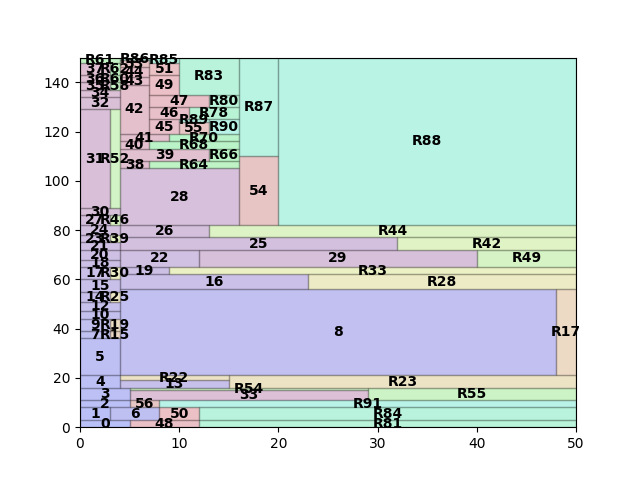 R61 R86 R85
140 37 R62 44 51 R83
R60 43
R58 49
34
32 47 R80 R87
42 46 R78
120 R89
45 55 R90 R88
41 R70
40 R68
31 R52 39 R66
38 R64
100
28 54
30
27 R46
80 24 26 R44
23 R39 25 R42
21
20 22 29 R49
18
17 R30 19 R33
60
15 16 R28
14 R25
12
10
40 9 R19 8 R17
7 R15
5
20 4 R22 R23
13
3 R54 R55
33
2 56 R91
1 6 50 R84
0 0 48 R81
0 10 20 30 40 50